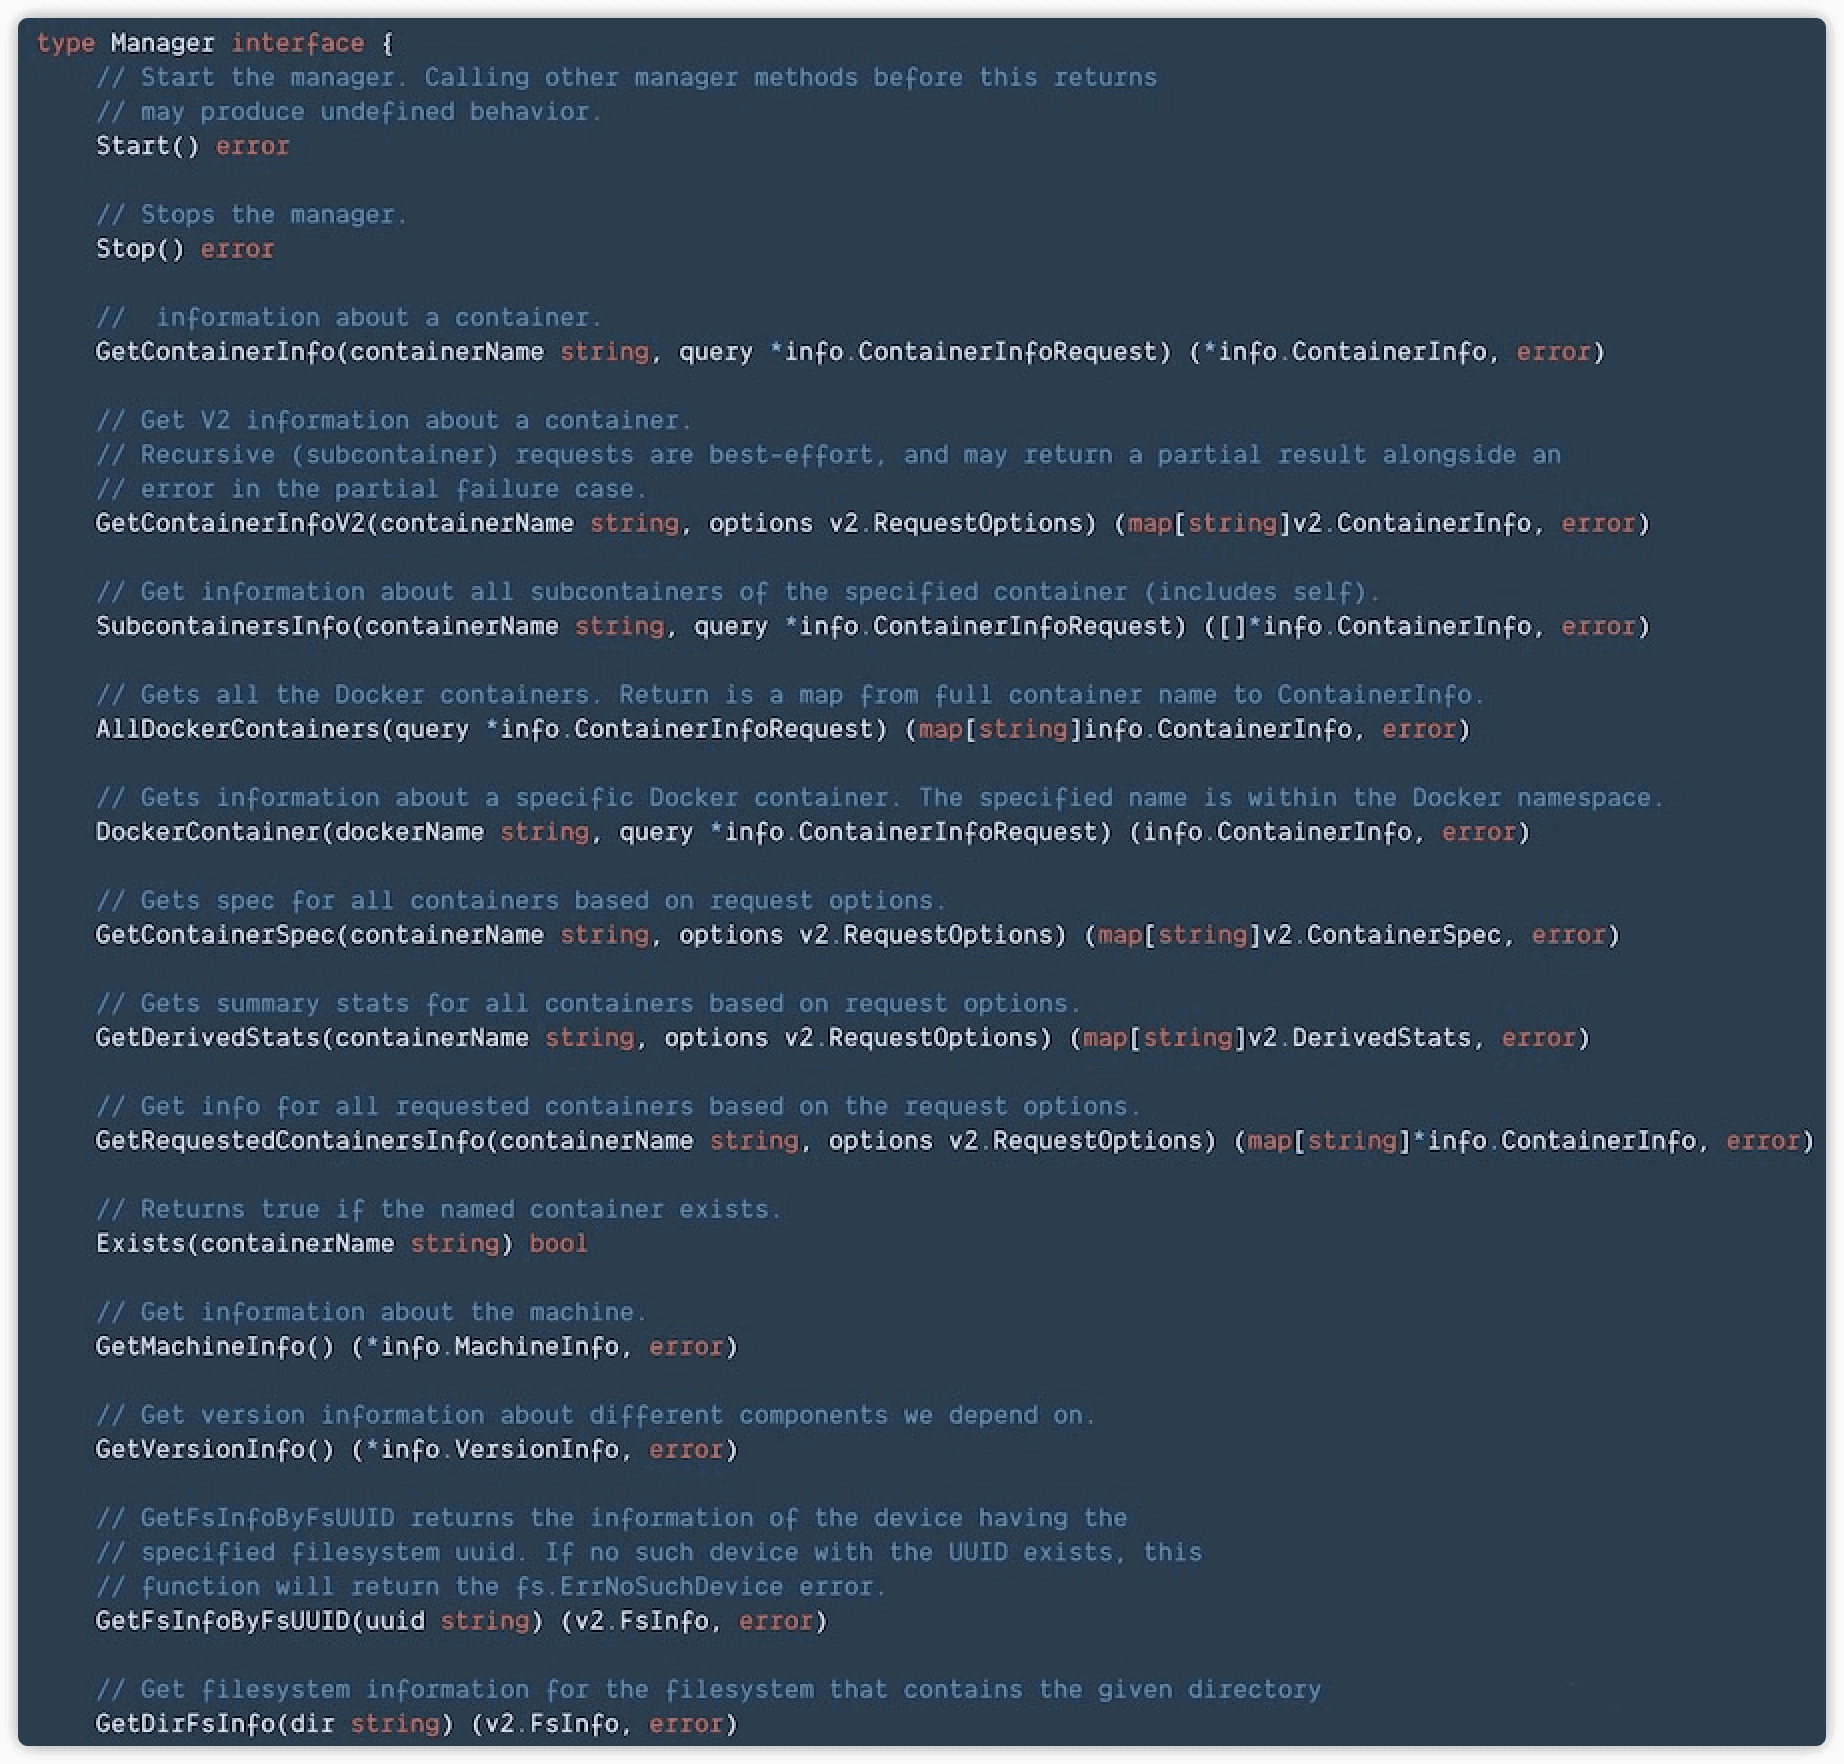 type Manager interface {
    // Start the manager. Calling other manager methods before this returns
    // may produce undefined behavior.
    Start() error

    // Stops the manager.
    Stop() error

    //  information about a container.
    GetContainerInfo(containerName string, query *info.ContainerInfoRequest) (*info.ContainerInfo, error)

    // Get V2 information about a container.
    // Recursive (subcontainer) requests are best-effort, and may return a partial result alongside an
    // error in the partial failure case.
    GetContainerInfoV2(containerName string, options v2.RequestOptions) (map[string]v2.ContainerInfo, error)

    // Get information about all subcontainers of the specified container (includes self).
    SubcontainersInfo(containerName string, query *info.ContainerInfoRequest) ([]*info.ContainerInfo, error)

    // Gets all the Docker containers. Return is a map from full container name to ContainerInfo.
    AllDockerContainers(query *info.ContainerInfoRequest) (map[string]info.ContainerInfo, error)

    // Gets information about a specific Docker container. The specified name is within the Docker namespace.
    DockerContainer(dockerName string, query *info.ContainerInfoRequest) (info.ContainerInfo, error)

    // Gets spec for all containers based on request options.
    GetContainerSpec(containerName string, options v2.RequestOptions) (map[string]v2.ContainerSpec, error)

    // Gets summary stats for all containers based on request options.
    GetDerivedStats(containerName string, options v2.RequestOptions) (map[string]v2.DerivedStats, error)

    // Get info for all requested containers based on the request options.
    GetRequestedContainersInfo(containerName string, options v2.RequestOptions) (map[string]*info.ContainerInfo, error)

    // Returns true if the named container exists.
    Exists(containerName string) bool

    // Get information about the machine.
    GetMachineInfo() (*info.MachineInfo, error)

    // Get version information about different components we depend on.
    GetVersionInfo() (*info.VersionInfo, error)

    // GetFsInfoByFsUUID returns the information of the device having the
    // specified filesystem uuid. If no such device with the UUID exists, this
    // function will return the fs.ErrNoSuchDevice error.
    GetFsInfoByFsUUID(uuid string) (v2.FsInfo, error)

    // Get filesystem information for the filesystem that contains the given directory
    GetDirFsInfo(dir string) (v2.FsInfo, error)